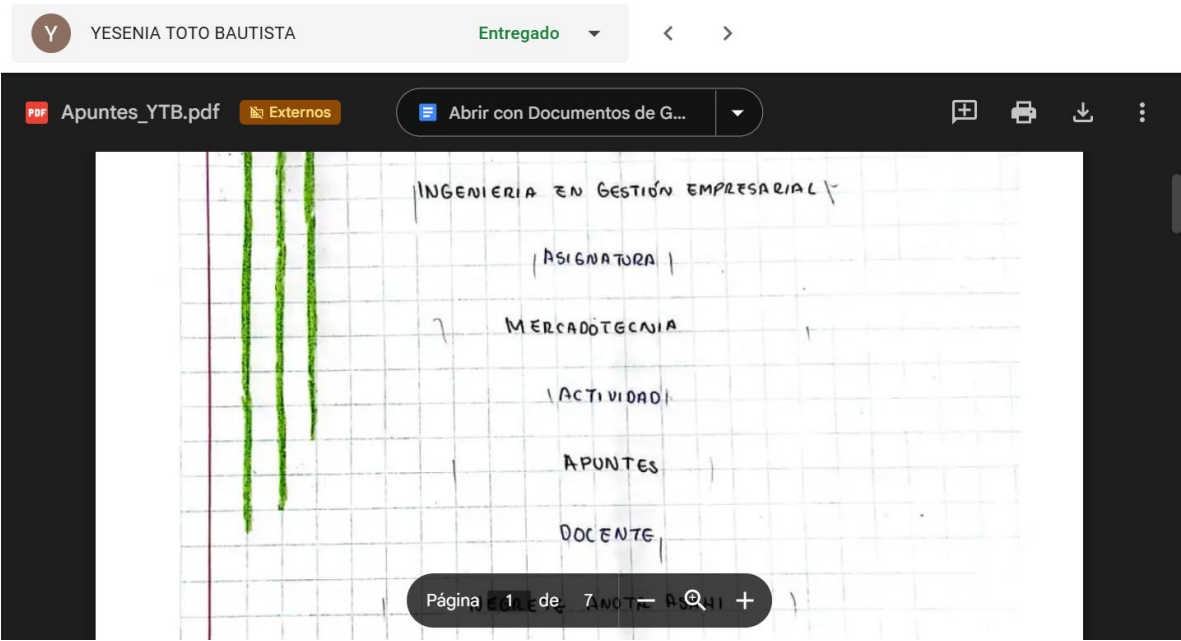 Y YESENIA TOTO BAUTISTA Entregado
PDF Apuntes_YTB.pdf Externos Abrir con Documentos de G...
INGENIERIA EN GESTIÓN EMPRESARIAL
ASIGNATURA
MERCADOTECNIA
ACTIVIDAD
APUNTES
DOCENTE
Página 1 de 7